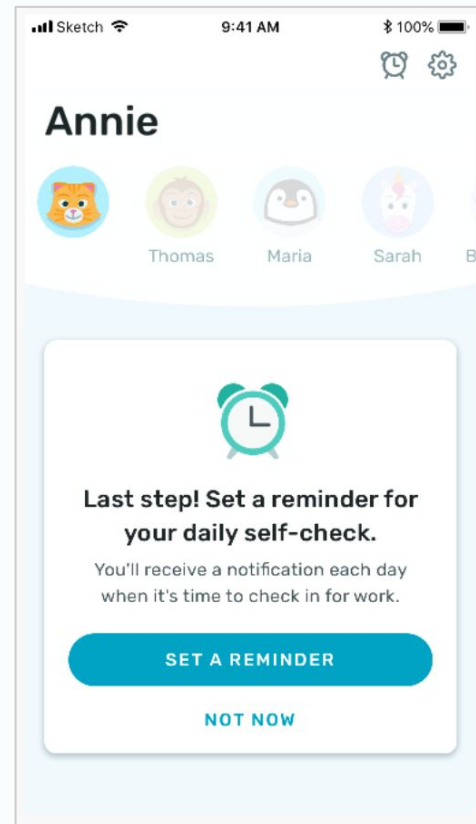 Sketch 9:41 AM 100%
Annie
Thomas Maria Sarah B
Last step! Set a reminder for
your daily self-check.
You'll receive a notification each day
when it's time to check in for work.
SET A REMINDER
NOT NOW